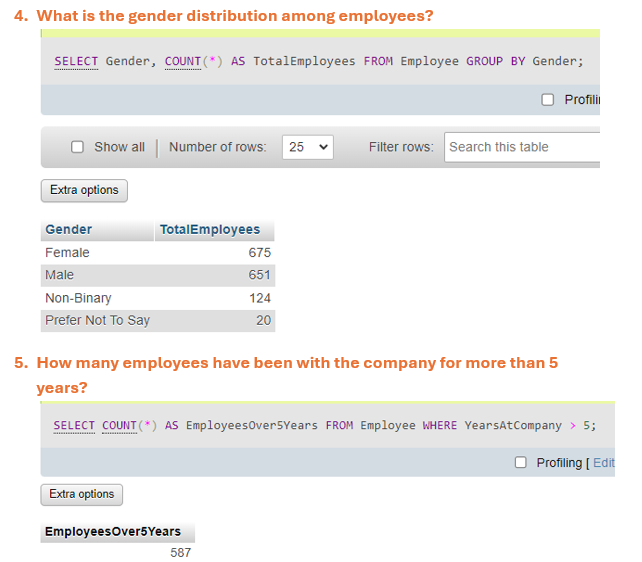 4. What is the gender distribution among employees?
SELECT Gender, COUNT(*) AS TotalEmployees FROM Employee GROUP BY Gender;
Profili
Show all Number of rows: 25 Filter rows: Search this table
Extra options
Gender TotalEmployees
Female 675
Male 651
Non-Binary 124
Prefer Not To Say 20
5. How many employees have been with the company for more than 5
years?
SELECT COUNT(*) AS EmployeesOver5Years FROM Employee WHERE YearsAtCompany > 5;
Profiling [ Edit
Extra options
EmployeesOver5Years
587